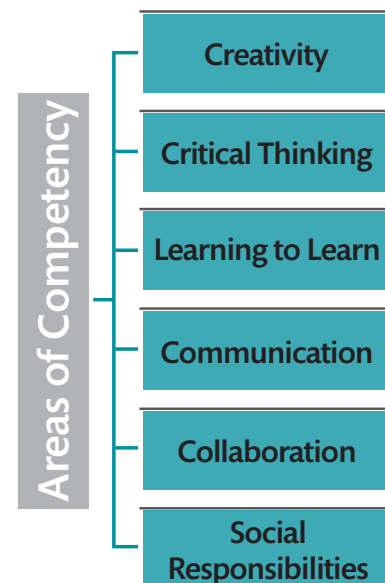 Areas of Competency
Creativity
Critical Thinking
Learning to Learn
Communication
Collaboration
Social
Responsibilities